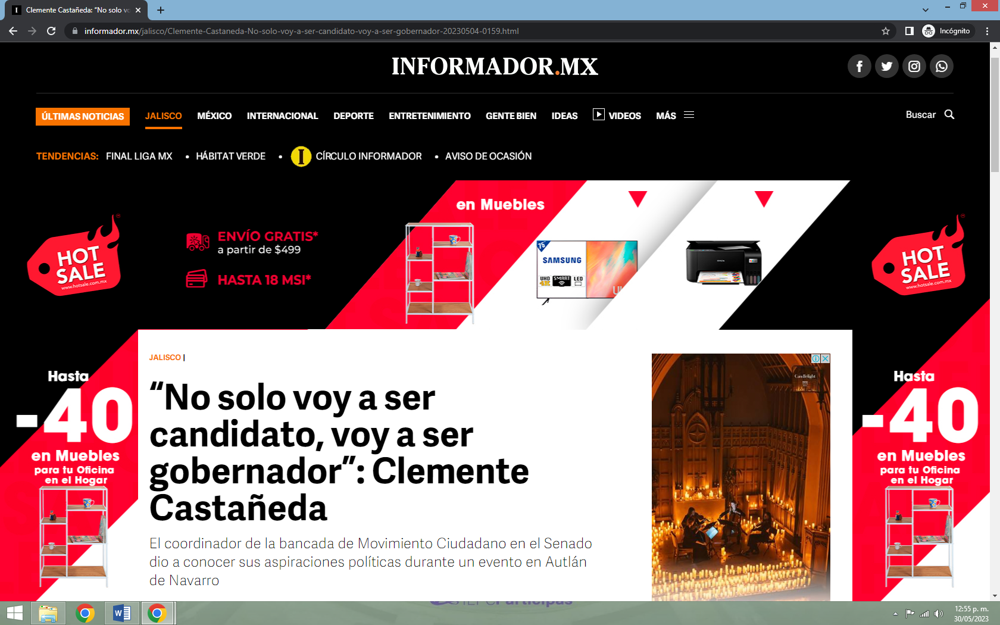 Clemente Castañeda: “No solo vo
informador.mx/jalisco/Clemente-Castaneda-No-solo-voy-a-ser-candidato-voy-a-ser-gobernador-20230504-0159.html
Incógnito
INFORMADOR.MX
ÚLTIMAS NOTICIAS JALISCO MÉXICO INTERNACIONAL DEPORTE ENTRETENIMIENTO GENTE BIEN IDEAS VIDEOS MÁS
Buscar
TENDENCIAS: FINAL LIGA MX • HÁBITAT VERDE • I CÍRCULO INFORMADOR • AVISO DE OCASIÓN
HOT
SALE
www.hotsale.com.mx
ENVÍO GRATIS*
a partir de $499
HASTA 18 MSI*
en Muebles
75
SAMSUNG
UHD
4K
SMART
LED
EPSON
HOT
SALE
www.hotsale.com.mx
Hasta
-40
en Muebles
para tu Oficina
en el Hogar
JALISCO |
“No solo voy a ser
candidato, voy a ser
gobernador”: Clemente
Castañeda
El coordinador de la bancada de Movimiento Ciudadano en el Senado
dio a conocer sus aspiraciones políticas durante un evento en Autlán
de Navarro
Candlelight
Hasta
-40
en Muebles
para tu Oficina
en el Hogar
12:55 p. m.
30/05/2023